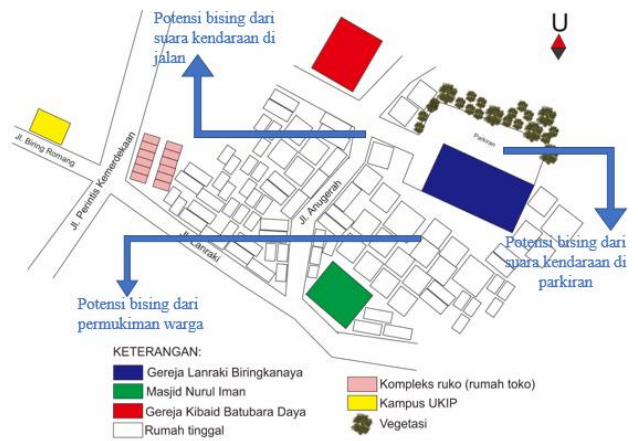 Potensi bising dari
suara kendaraan di
jalan
U
Jl. Biring Romang
Jl. Perintis Kemerdekaan
Parkiran
Jl. Anugerah
Jl. Lanraki
Potensi bising dari
suara kendaraan di
parkiran
Potensi bising dari
permukiman warga
KETERANGAN:
Gereja Lanraki Biringkanaya
Masjid Nurul Iman
Gereja Kibaid Batubara Daya
Rumah tinggal
Kompleks ruko (rumah toko)
Kampus UKIP
Vegetasi